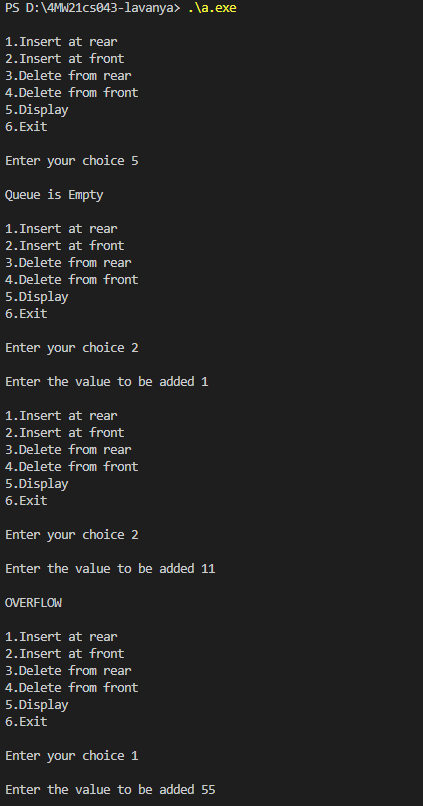 PS D:\4MW21cs043-lavanya> .\a.exe
1.Insert at rear
2.Insert at front
3.Delete from rear
4.Delete from front
5.Display
6.Exit
Enter your choice 5
Queue is Empty
1.Insert at rear
2.Insert at front
3.Delete from rear
4.Delete from front
5.Display
6.Exit
Enter your choice 2
Enter the value to be added 1
1.Insert at rear
2.Insert at front
3.Delete from rear
4.Delete from front
5.Display
6.Exit
Enter your choice 2
Enter the value to be added 11
OVERFLOW
1.Insert at rear
2.Insert at front
3.Delete from rear
4.Delete from front
5.Display
6.Exit
Enter your choice 1
Enter the value to be added 55